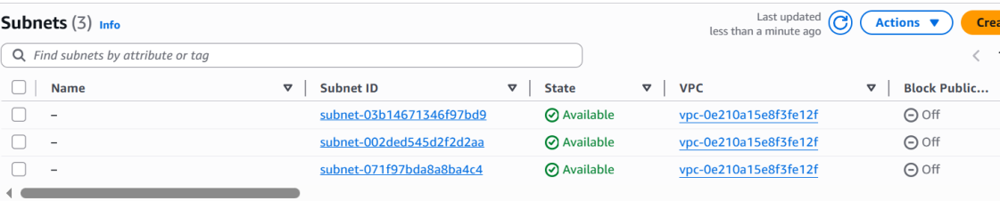 Subnets (3) Info
Last updated
less than a minute ago
Actions
Find subnets by attribute or tag
Name Subnet ID State VPC Block Public...
– subnet-03b14671346f97bd9 Available vpc-0e210a15e8f3fe12f Off
– subnet-002ded545d2f2d2aa Available vpc-0e210a15e8f3fe12f Off
– subnet-071f97bda8a8ba4c4 Available vpc-0e210a15e8f3fe12f Off